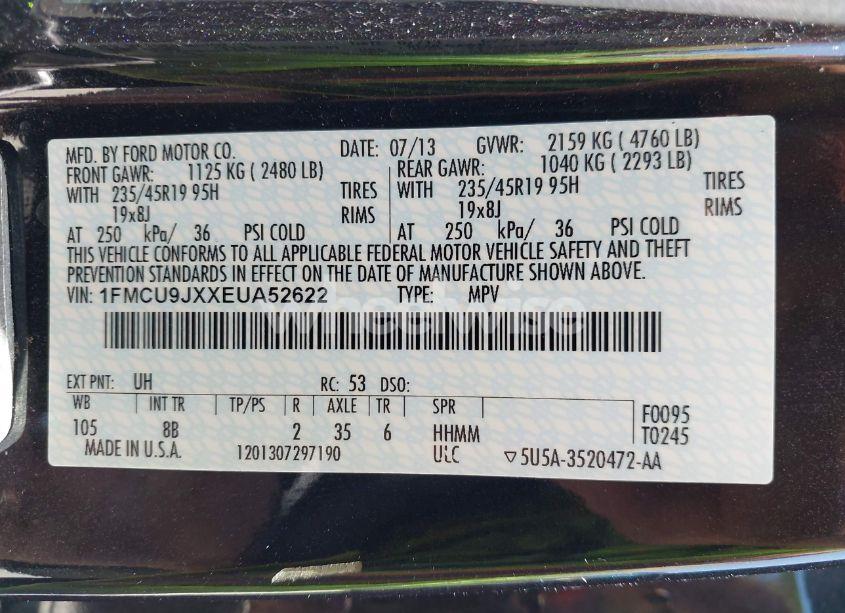 MFD. BY FORD MOTOR CO. DATE: 07/13 GVWR: 2159 KG ( 4760 LB)
FRONT GAWR: 1125 KG ( 2480 LB) REAR GAWR: 1040 KG ( 2293 LB)
WITH 235/45R19 95H TIRES WITH 235/45R19 95H TIRES
19x8J RIMS 19x8J RIMS
AT 250 kPa/ 36 PSI COLD AT 250 kPa/ 36 PSI COLD
THIS VEHICLE CONFORMS TO ALL APPLICABLE FEDERAL MOTOR VEHICLE SAFETY AND THEFT
PREVENTION STANDARDS IN EFFECT ON THE DATE OF MANUFACTURE SHOWN ABOVE.
VIN: 1FMCU9JXXEUA52622 TYPE: MPV
wheelwise
EXT PNT: UH RC: 53 DSO:
WB INT TR TP/PS R AXLE TR SPR F0095
105 8B 2 35 6 HHMM T0245
MADE IN U.S.A. 1201307297190 ULC ▽5U5A-3520472-AA